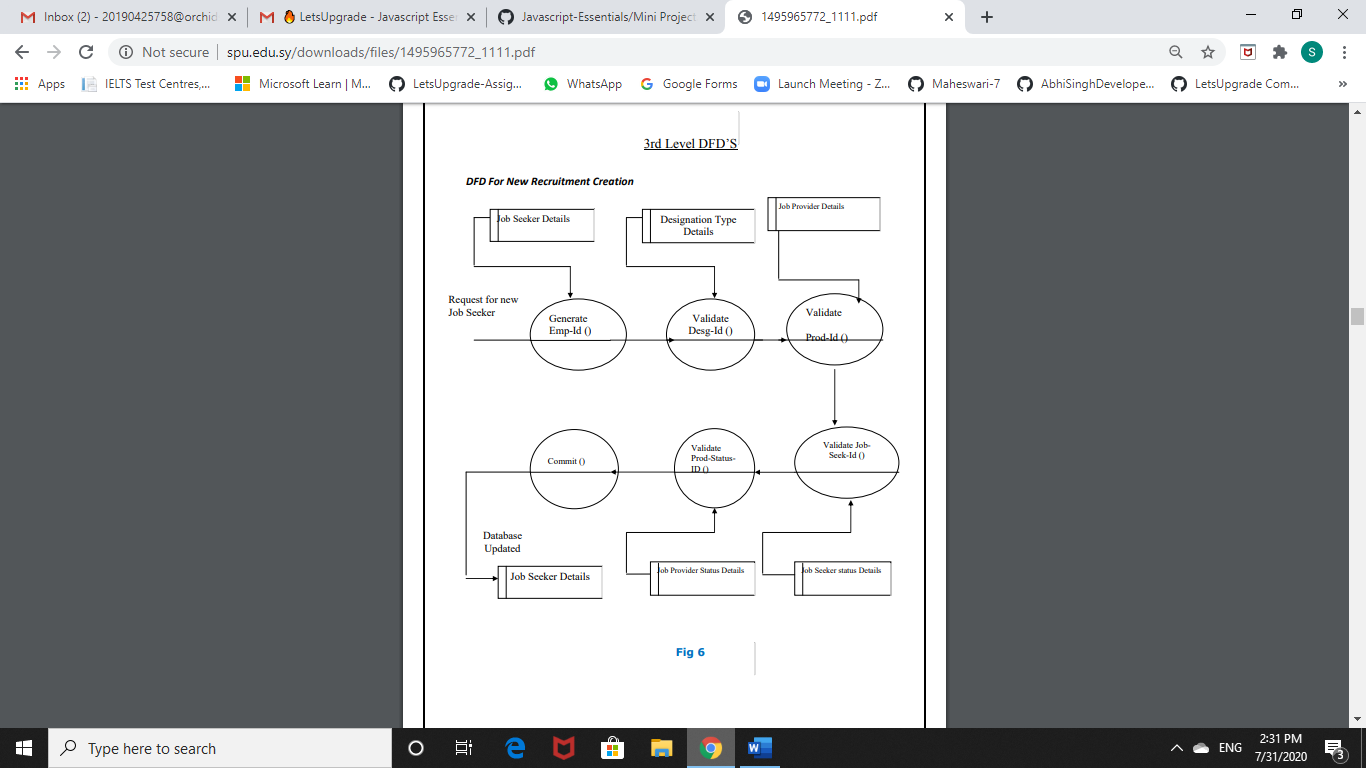 Inbox (2) - 20190425758@orchid
LetsUpgrade - Javascript Esse
Javascript-Essentials/Mini Project
1495965772_1111.pdf
Not secure | spu.edu.sy/downloads/files/1495965772_1111.pdf
S
Apps
IELTS Test Centres,...
Microsoft Learn | M...
LetsUpgrade-Assig...
WhatsApp
Google Forms
Launch Meeting - Z...
Maheswari-7
AbhiSinghDevelope...
LetsUpgrade Com...
3rd Level DFD'S
DFD For New Recruitment Creation
Job Seeker Details
Designation Type
Details
Job Provider Details
Request for new
Job Seeker
Generate
Emp-Id ()
Validate
Desg-Id ()
Validate
Prod-Id ()
Commit ()
Validate
Prod-Status-
ID ()
Validate Job-
Seek-Id ()
Database
Updated
Job Seeker Details
Job Provider Status Details
Job Seeker status Details
Fig 6
Type here to search
ENG
2:31 PM
7/31/2020
3